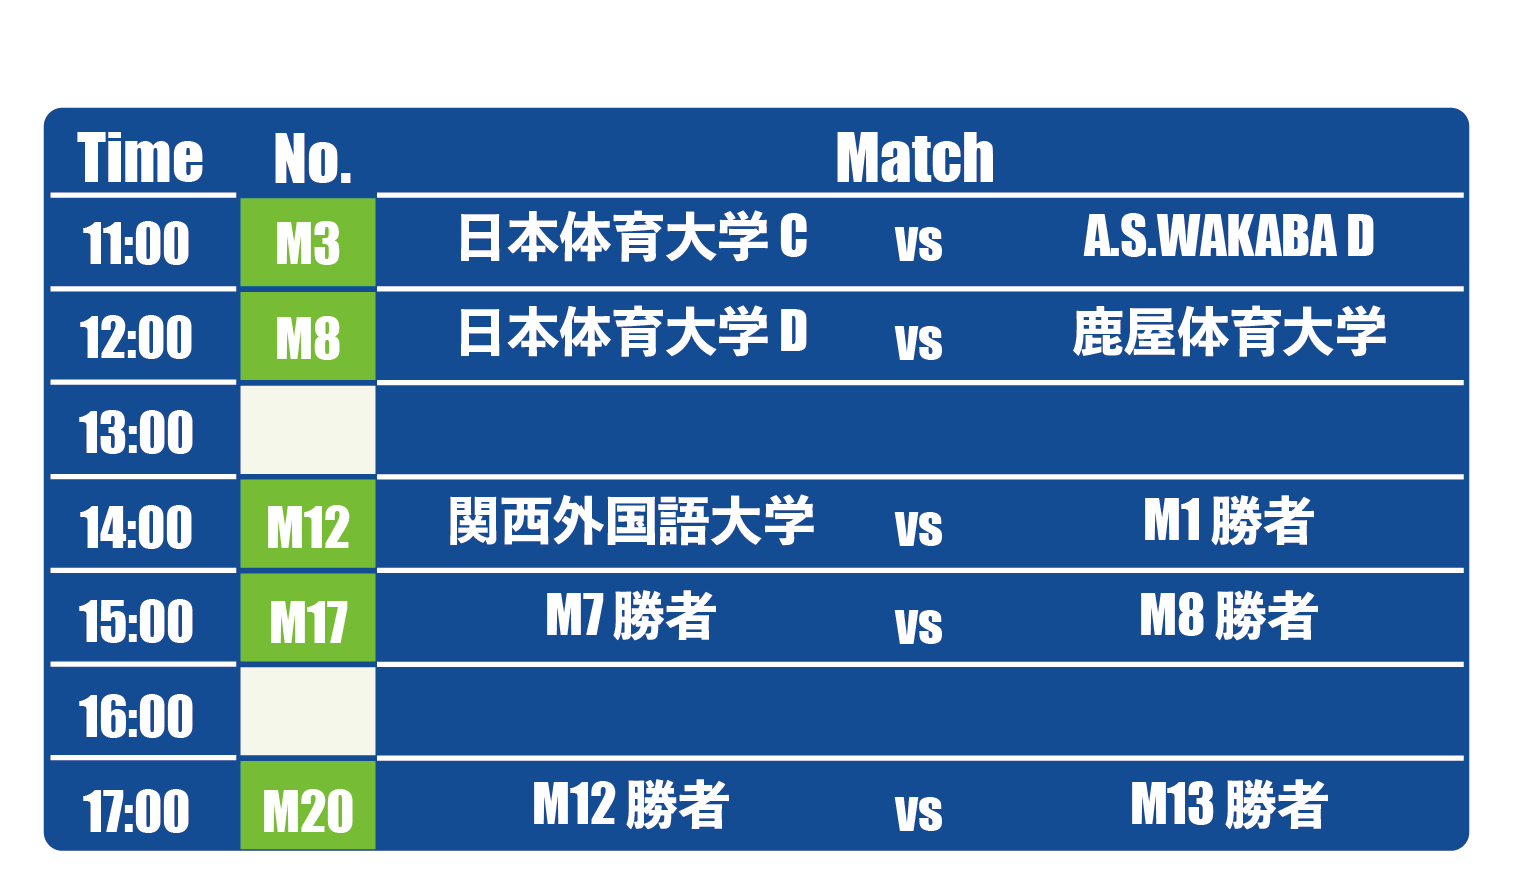 Time No. Match
11:00 M3 日本体育大学 C vs A.S.WAKABA D
12:00 M8 日本体育大学 D vs 鹿屋体育大学
13:00
14:00 M12 関西外国語大学 vs M1 勝者
15:00 M17 M7 勝者 vs M8 勝者
16:00
17:00 M20 M12 勝者 vs M13 勝者